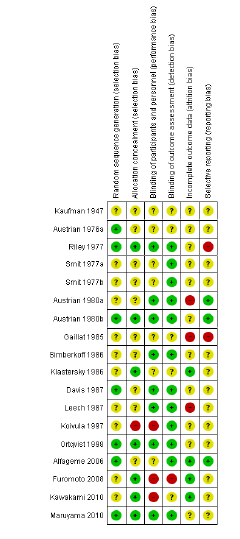 Random sequence generation (selection bias)
Allocation concealment (selection bias)
Blinding of participants and personnel (performance bias)
Blinding of outcome assessment (detection bias)
Incomplete outcome data (attrition bias)
Selective reporting (reporting bias)
Kaufman 1947 ? ? ? ? ? ?
Austrian 1976a + ? ? ? ? ?
Riley 1977 + + + + ? -
Smit 1977a ? ? ? + ? ?
Smit 1977b ? ? ? + ? ?
Austrian 1980a ? ? + + - +
Austrian 1980b + + + + ? +
Gaillat 1985 ? ? ? ? - -
Simberkoff 1986 ? ? + + ? ?
Klastersky 1986 ? + ? ? + ?
Davis 1987 + ? + + ? ?
Leech 1987 ? ? + + - ?
Koivula 1997 ? - - ? ? ?
Ortqvist 1998 + + + + ? ?
Alfageme 2006 + ? ? + + +
Furomoto 2008 ? + - - + ?
Kawakami 2010 ? ? - ? + ?
Maruyama 2010 + + + + ? ?